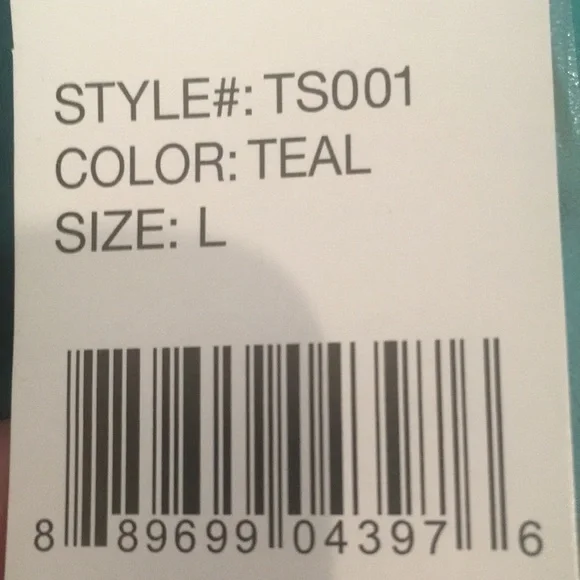 STYLE#: TS001
COLOR: TEAL
SIZE: L
8 89699 04397 6